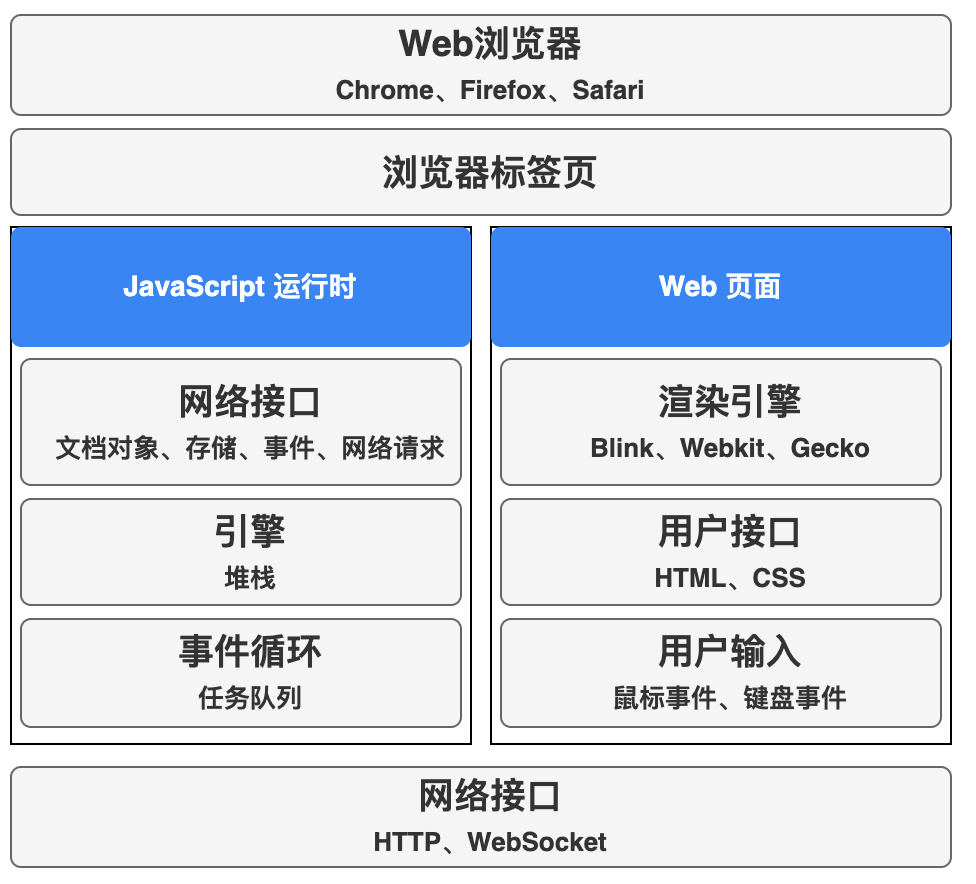 Web浏览器
Chrome、Firefox、Safari
浏览器标签页
JavaScript 运行时
网络接口
文档对象、存储、事件、网络请求
引擎
堆栈
事件循环
任务队列
Web 页面
渲染引擎
Blink、Webkit、Gecko
用户接口
HTML、CSS
用户输入
鼠标事件、键盘事件
网络接口
HTTP、WebSocket